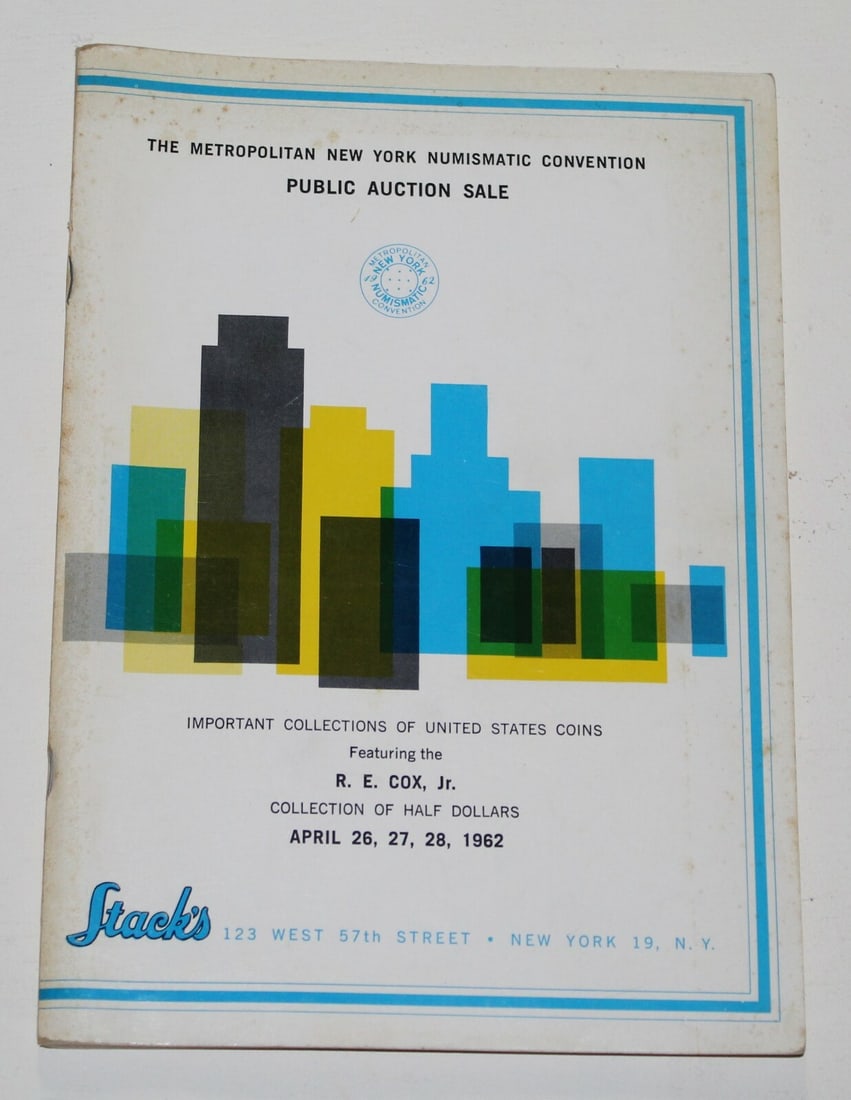 THE METROPOLITAN NEW YORK NUMISMATIC CONVENTION
PUBLIC AUCTION SALE
METROPOLITAN
NEW YORK
62
NUMISMATIC
CONVENTION
IMPORTANT COLLECTIONS OF UNITED STATES COINS
Featuring the
R. E. COX, Jr.
COLLECTION OF HALF DOLLARS
APRIL 26, 27, 28, 1962
Stack's 123 WEST 57th STREET • NEW YORK 19, N. Y.